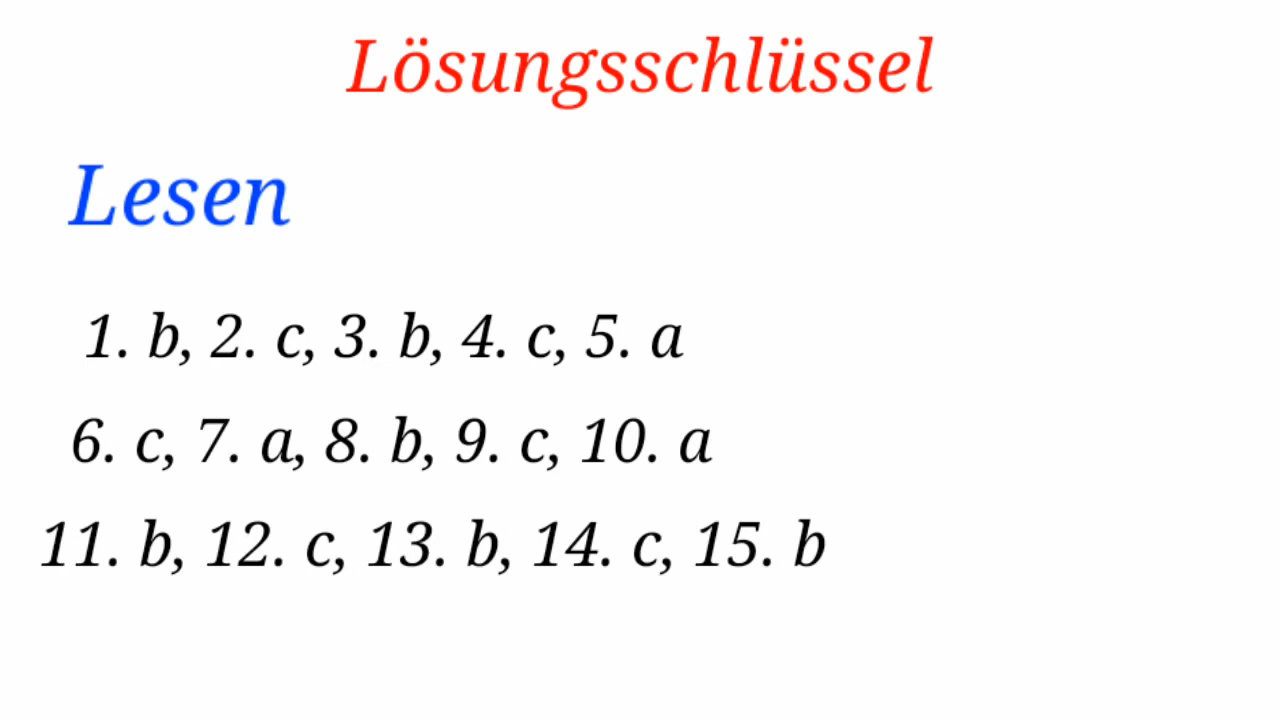 Lösungsschlüssel
Lesen
1. b, 2. c, 3. b, 4. c, 5. a
6. c, 7. a, 8. b, 9. c, 10. a
11. b, 12. c, 13. b, 14. c, 15. b